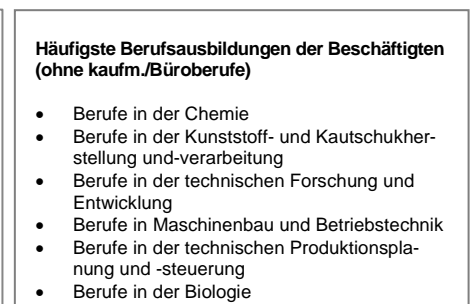 Häufigste Berufsausbildungen der Beschäftigten
(ohne kaufm./Büroberufe)
• Berufe in der Chemie
• Berufe in der Kunststoff- und Kautschukher-
stellung und-verarbeitung
• Berufe in der technischen Forschung und
Entwicklung
• Berufe in Maschinenbau und Betriebstechnik
• Berufe in der technischen Produktionspla-
nung und -steuerung
• Berufe in der Biologie